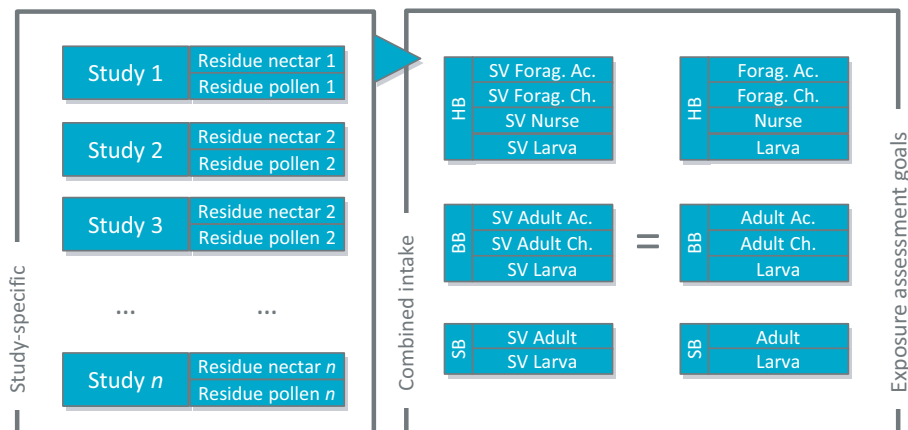 Study-specific
Study 1
Residue nectar 1
Residue pollen 1
Study 2
Residue nectar 2
Residue pollen 2
Study 3
Residue nectar 2
Residue pollen 2
... ...
Study n
Residue nectar n
Residue pollen n
Combined intake
HB
SV Forag. Ac.
SV Forag. Ch.
SV Nurse
SV Larva
BB
SV Adult Ac.
SV Adult Ch.
SV Larva
SB
SV Adult
SV Larva
=
HB
Forag. Ac.
Forag. Ch.
Nurse
Larva
BB
Adult Ac.
Adult Ch.
Larva
SB
Adult
Larva
Exposure assessment goals